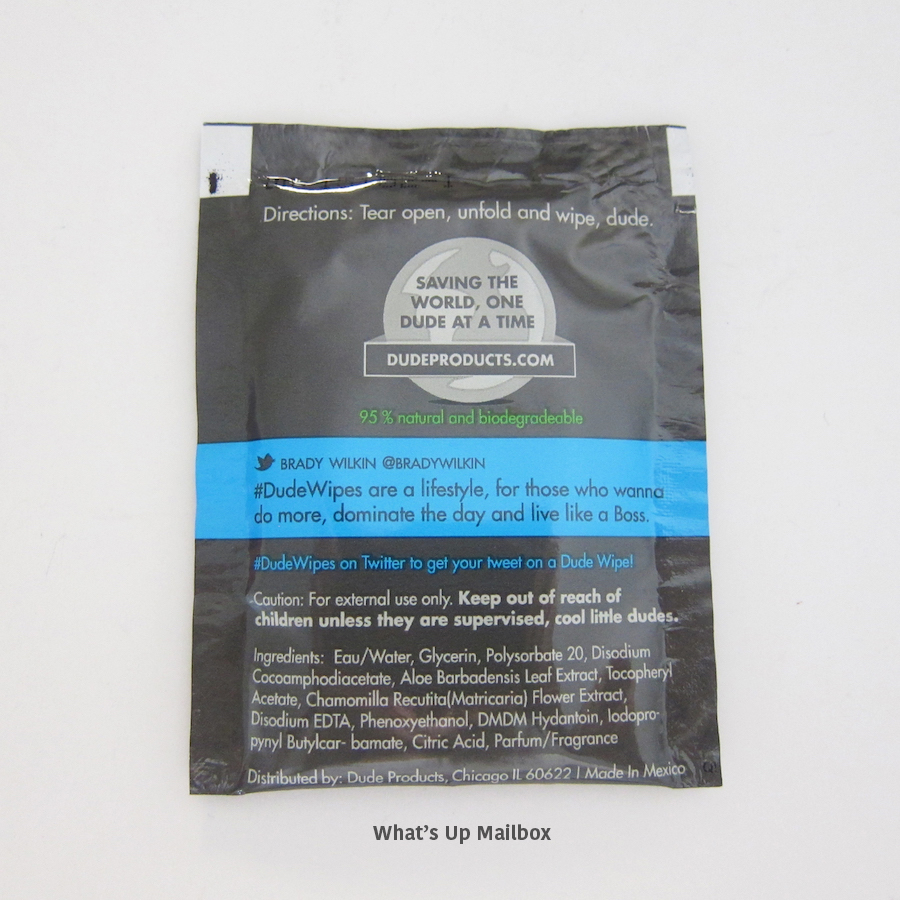 Directions: Tear open, unfold and wipe, dude.
SAVING THE
WORLD, ONE
DUDE AT A TIME
DUDEPRODUCTS.COM
95 % natural and biodegradeable
BRADY WILKIN @BRADYWILKIN
#DudeWipes are a lifestyle, for those who wanna
do more, dominate the day and live like a Boss.
#DudeWipes on Twitter to get your tweet on a Dude Wipe!
Caution: For external use only. Keep out of reach of
children unless they are supervised, cool little dudes.
Ingredients: Eau/Water, Glycerin, Polysorbate 20, Disodium
Cocoamphodiacetate, Aloe Barbadensis Leaf Extract, Tocopheryl
Acetate, Chamomilla Recutita(Matricaria) Flower Extract,
Disodium EDTA, Phenoxyethanol, DMDM Hydantoin, Iodopro-
pynyl Butylcar- bamate, Citric Acid, Parfum/Fragrance
Distributed by: Dude Products, Chicago IL 60622 | Made In Mexico
What's Up Mailbox